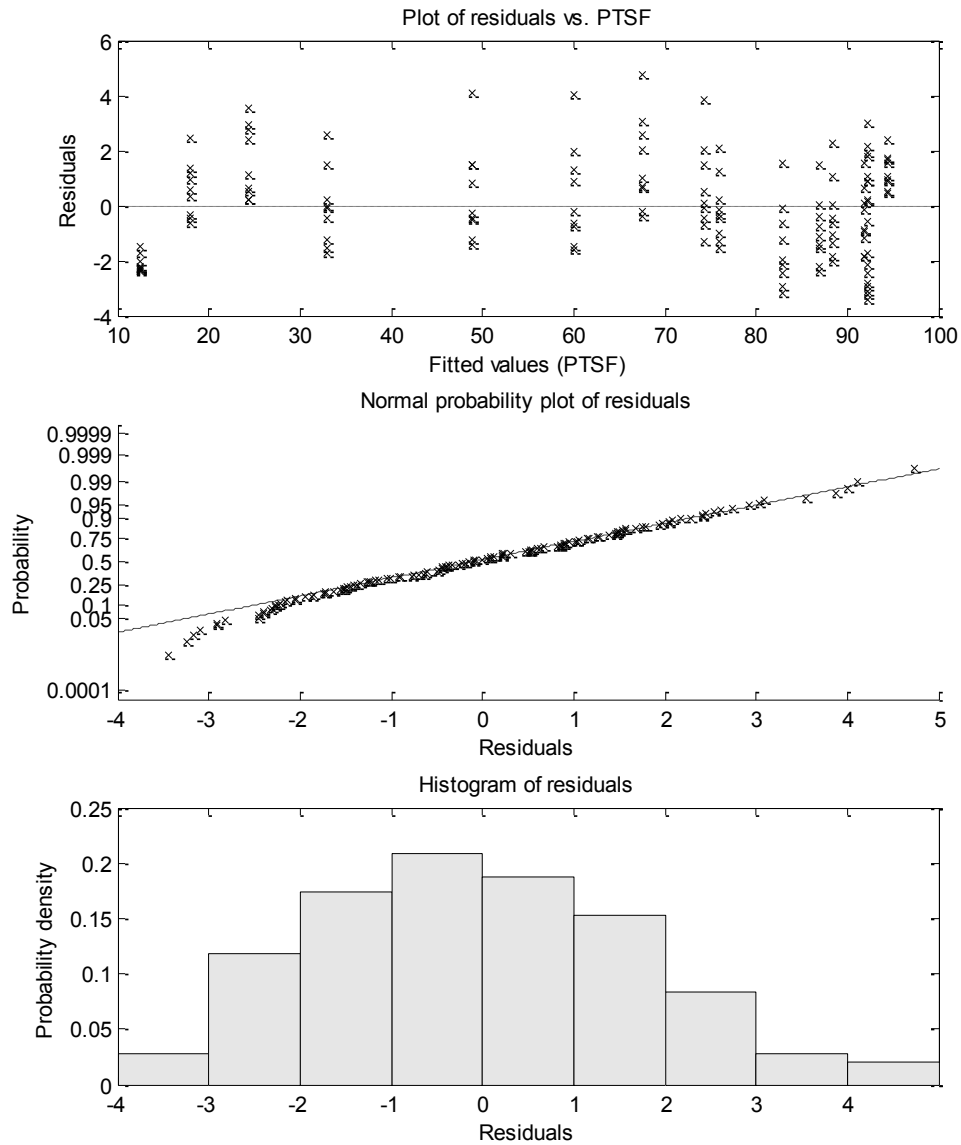 Plot of residuals vs. PTSF
6
4
2
0
-2
-4
Residuals
10 20 30 40 50 60 70 80 90 100
Fitted values (PTSF)
Normal probability plot of residuals
0.9999
0.999
0.99
0.95
0.9
0.75
0.5
0.25
0.1
0.05
0.0001
Probability
-4 -3 -2 -1 0 1 2 3 4 5
Residuals
Histogram of residuals
0.25
0.2
0.15
0.1
0.05
0
Probability density
-4 -3 -2 -1 0 1 2 3 4
Residuals